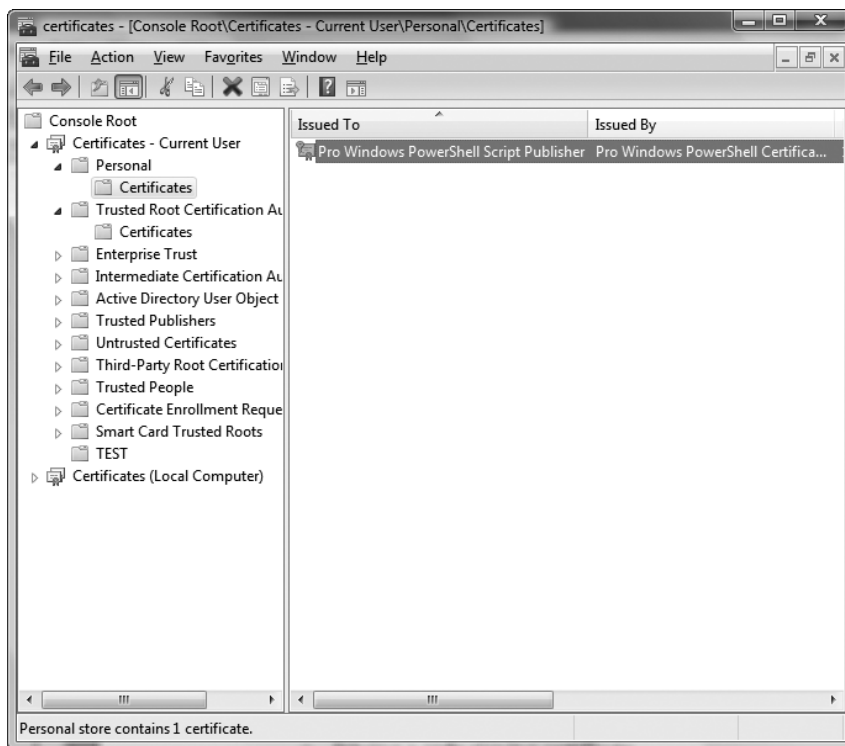 certificates - [Console Root\Certificates - Current User\Personal\Certificates]
File Action View Favorites Window Help
Console Root
Certificates - Current User
Personal
Certificates
Trusted Root Certification Au
Certificates
Enterprise Trust
Intermediate Certification Au
Active Directory User Object
Trusted Publishers
Untrusted Certificates
Third-Party Root Certification
Trusted People
Certificate Enrollment Reque
Smart Card Trusted Roots
TEST
Certificates (Local Computer)
Issued To Issued By
Pro Windows PowerShell Script Publisher Pro Windows PowerShell Certifica...
Personal store contains 1 certificate.